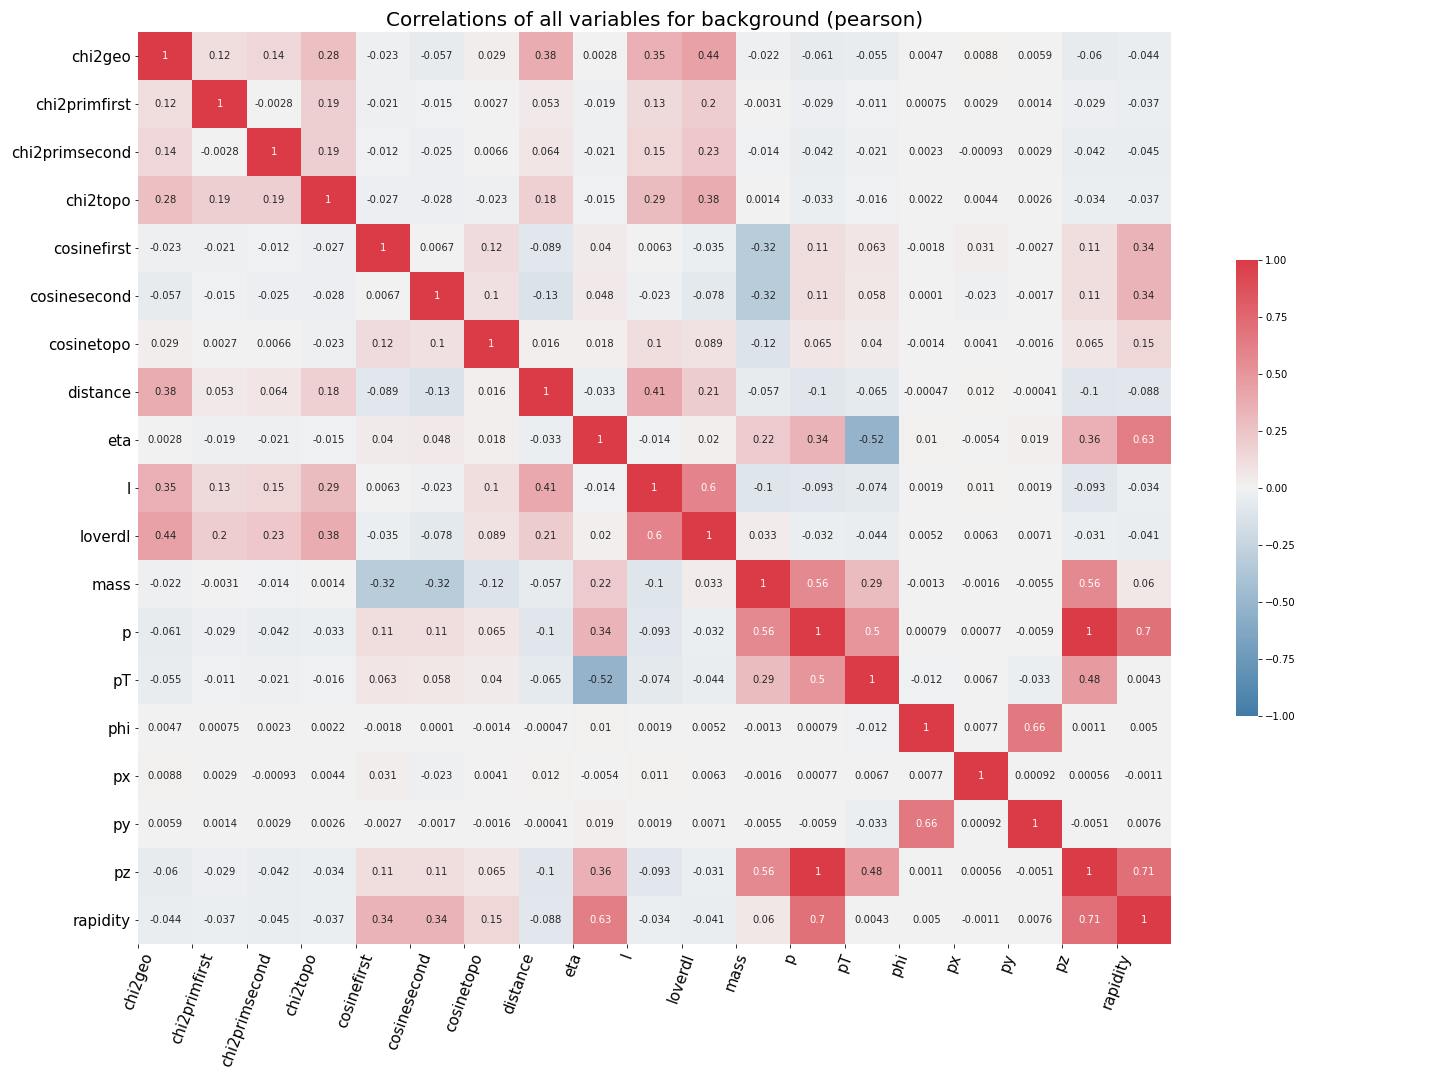 Correlations of all variables for background (pearson)
chi2geo 1 0.12 0.14 0.28 -0.023 -0.057 0.029 0.38 0.0028 0.35 0.44 -0.022 -0.061 -0.055 0.0047 0.0088 0.0059 -0.06 -0.044
chi2primfirst 0.12 1 -0.0028 0.19 -0.021 -0.015 0.0027 0.053 -0.019 0.13 0.2 -0.0031 -0.029 -0.011 0.00075 0.0029 0.0014 -0.029 -0.037
chi2primsecond 0.14 -0.0028 1 0.19 -0.012 -0.025 0.0066 0.064 -0.021 0.15 0.23 -0.014 -0.042 -0.021 0.0023 -0.00093 0.0029 -0.042 -0.045
chi2topo 0.28 0.19 0.19 1 -0.027 -0.028 -0.023 0.18 -0.015 0.29 0.38 0.0014 -0.033 -0.016 0.0022 0.0044 0.0026 -0.034 -0.037
cosinefirst -0.023 -0.021 -0.012 -0.027 1 0.0067 0.12 -0.089 0.04 0.0063 -0.035 -0.32 0.11 0.063 -0.0018 0.031 -0.0027 0.11 0.34
cosinesecond -0.057 -0.015 -0.025 -0.028 0.0067 1 0.1 -0.13 0.048 -0.023 -0.078 -0.32 0.11 0.058 0.0001 -0.023 -0.0017 0.11 0.34
cosinetopo 0.029 0.0027 0.0066 -0.023 0.12 0.1 1 0.016 0.018 0.1 0.089 -0.12 0.065 0.04 -0.0014 0.0041 -0.0016 0.065 0.15
distance 0.38 0.053 0.064 0.18 -0.089 -0.13 0.016 1 -0.033 0.41 0.21 -0.057 -0.1 -0.065 -0.00047 0.012 -0.00041 -0.1 -0.088
eta 0.0028 -0.019 -0.021 -0.015 0.04 0.048 0.018 -0.033 1 -0.014 0.02 0.22 0.34 -0.52 0.01 -0.0054 0.019 0.36 0.63
l 0.35 0.13 0.15 0.29 0.0063 -0.023 0.1 0.41 -0.014 1 0.6 -0.1 -0.093 -0.074 0.0019 0.011 0.0019 -0.093 -0.034
loverdl 0.44 0.2 0.23 0.38 -0.035 -0.078 0.089 0.21 0.02 0.6 1 0.033 -0.032 -0.044 0.0052 0.0063 0.0071 -0.031 -0.041
mass -0.022 -0.0031 -0.014 0.0014 -0.32 -0.32 -0.12 -0.057 0.22 -0.1 0.033 1 0.56 0.29 -0.0013 -0.0016 -0.0055 0.56 0.06
p -0.061 -0.029 -0.042 -0.033 0.11 0.11 0.065 -0.1 0.34 -0.093 -0.032 0.56 1 0.5 0.00079 0.00077 -0.0059 1 0.7
pT -0.055 -0.011 -0.021 -0.016 0.063 0.058 0.04 -0.065 -0.52 -0.074 -0.044 0.29 0.5 1 -0.012 0.0067 -0.033 0.48 0.0043
phi 0.0047 0.00075 0.0023 0.0022 -0.0018 0.0001 -0.0014 -0.00047 0.01 0.0019 0.0052 -0.0013 0.00079 -0.012 1 0.0077 0.66 0.0011 0.005
px 0.0088 0.0029 -0.00093 0.0044 0.031 -0.023 0.0041 0.012 -0.0054 0.011 0.0063 -0.0016 0.00077 0.0067 0.0077 1 0.00092 0.00056 -0.0011
py 0.0059 0.0014 0.0029 0.0026 -0.0027 -0.0017 -0.0016 -0.00041 0.019 0.0019 0.0071 -0.0055 -0.0059 -0.033 0.66 0.00092 1 -0.0051 0.0076
pz -0.06 -0.029 -0.042 -0.034 0.11 0.11 0.065 -0.1 0.36 -0.093 -0.031 0.56 1 0.48 0.0011 0.00056 -0.0051 1 0.71
rapidity -0.044 -0.037 -0.045 -0.037 0.34 0.34 0.15 -0.088 0.63 -0.034 -0.041 0.06 0.7 0.0043 0.005 -0.0011 0.0076 0.71 1
chi2geo chi2primfirst chi2primsecond chi2topo cosinefirst cosinesecond cosinetopo distance eta l loverdl mass p pT phi px py pz rapidity
1.00
0.75
0.50
0.25
0.00
−0.25
−0.50
−0.75
−1.00